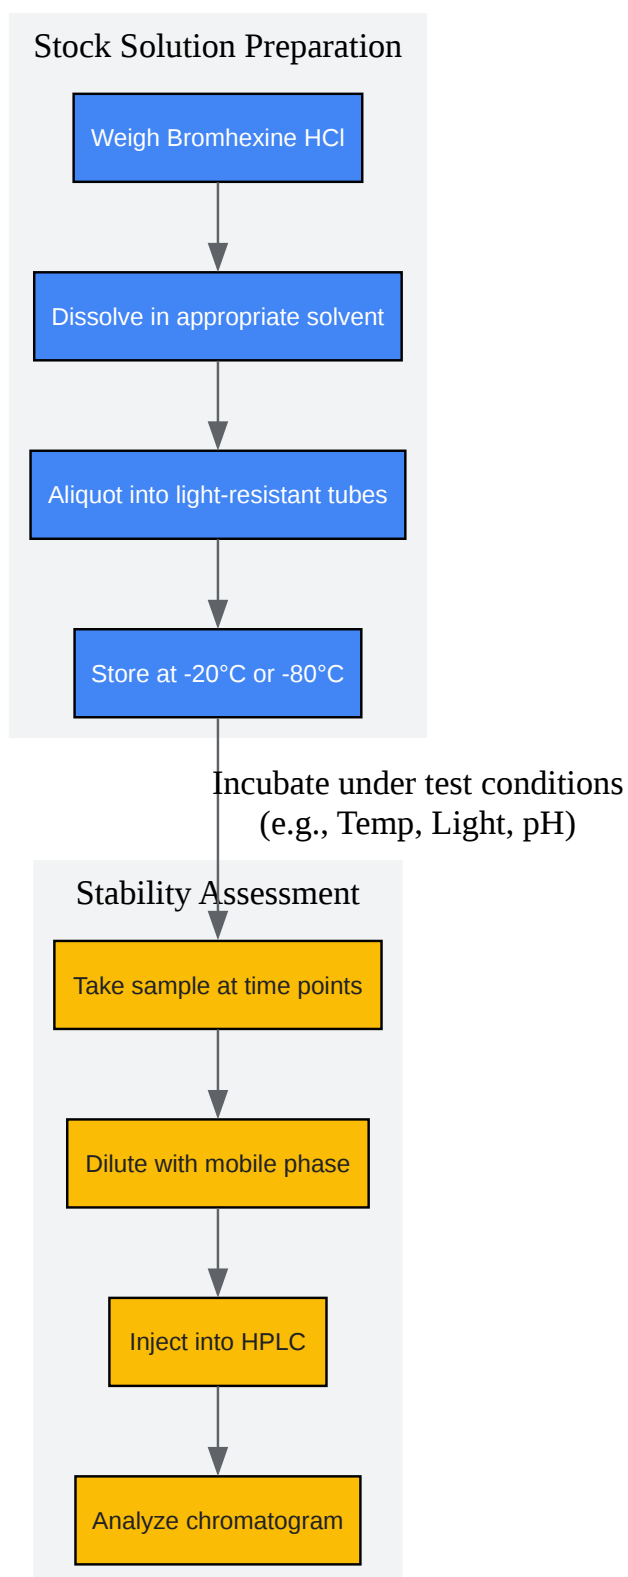 Stock Solution Preparation
Weigh Bromhexine HCl
Dissolve in appropriate solvent
Aliquot into light-resistant tubes
Store at -20°C or -80°C
Incubate under test conditions
(e.g., Temp, Light, pH)
Stability Assessment
Take sample at time points
Dilute with mobile phase
Inject into HPLC
Analyze chromatogram